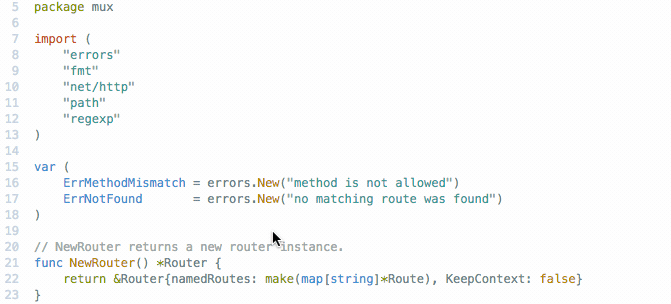 5 package mux
6
7 import (
8     "errors"
9     "fmt"
10     "net/http"
11     "path"
12     "regexp"
13 )
14
15 var (
16     ErrMethodMismatch = errors.New("method is not allowed")
17     ErrNotFound       = errors.New("no matching route was found")
18 )
19
20 // NewRouter returns a new router instance.
21 func NewRouter() *Router {
22     return &Router{namedRoutes: make(map[string]*Route), KeepContext: false}
23 }